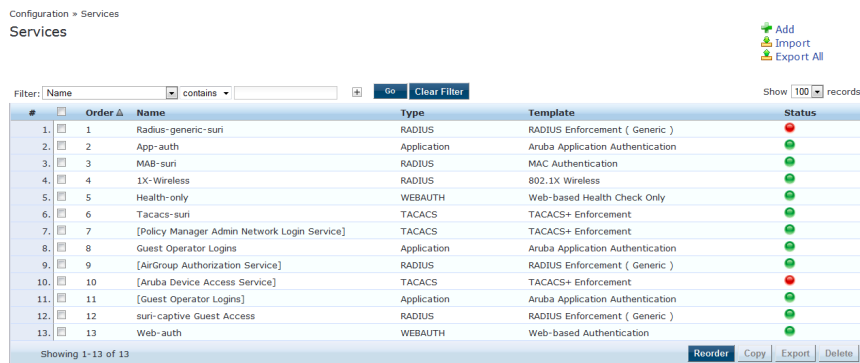 Configuration » Services
Services
Add
Import
Export All
Filter: Name contains + Go Clear Filter Show 100 records
# Order Name Type Template Status
1. 1 Radius-generic-suri RADIUS RADIUS Enforcement ( Generic )
2. 2 App-auth Application Aruba Application Authentication
3. 3 MAB-suri RADIUS MAC Authentication
4. 4 1X-Wireless RADIUS 802.1X Wireless
5. 5 Health-only WEBAUTH Web-based Health Check Only
6. 6 Tacacs-suri TACACS TACACS+ Enforcement
7. 7 [Policy Manager Admin Network Login Service] TACACS TACACS+ Enforcement
8. 8 Guest Operator Logins Application Aruba Application Authentication
9. 9 [AirGroup Authorization Service] RADIUS RADIUS Enforcement ( Generic )
10. 10 [Aruba Device Access Service] TACACS TACACS+ Enforcement
11. 11 [Guest Operator Logins] Application Aruba Application Authentication
12. 12 suri-captive Guest Access RADIUS RADIUS Enforcement ( Generic )
13. 13 Web-auth WEBAUTH Web-based Authentication
Showing 1-13 of 13 Reorder Copy Export Delete